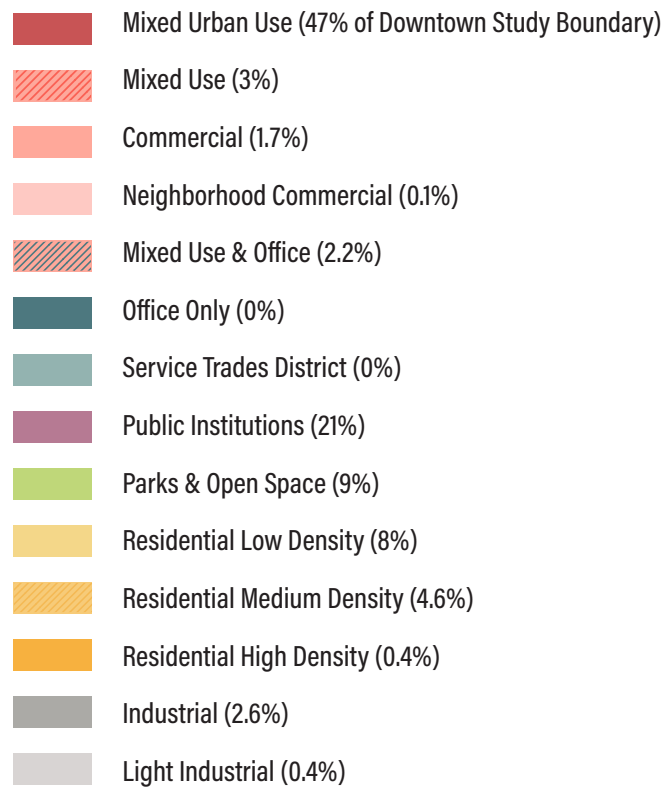 Mixed Urban Use (47% of Downtown Study Boundary)
Mixed Use (3%)
Commercial (1.7%)
Neighborhood Commercial (0.1%)
Mixed Use & Office (2.2%)
Office Only (0%)
Service Trades District (0%)
Public Institutions (21%)
Parks & Open Space (9%)
Residential Low Density (8%)
Residential Medium Density (4.6%)
Residential High Density (0.4%)
Industrial (2.6%)
Light Industrial (0.4%)